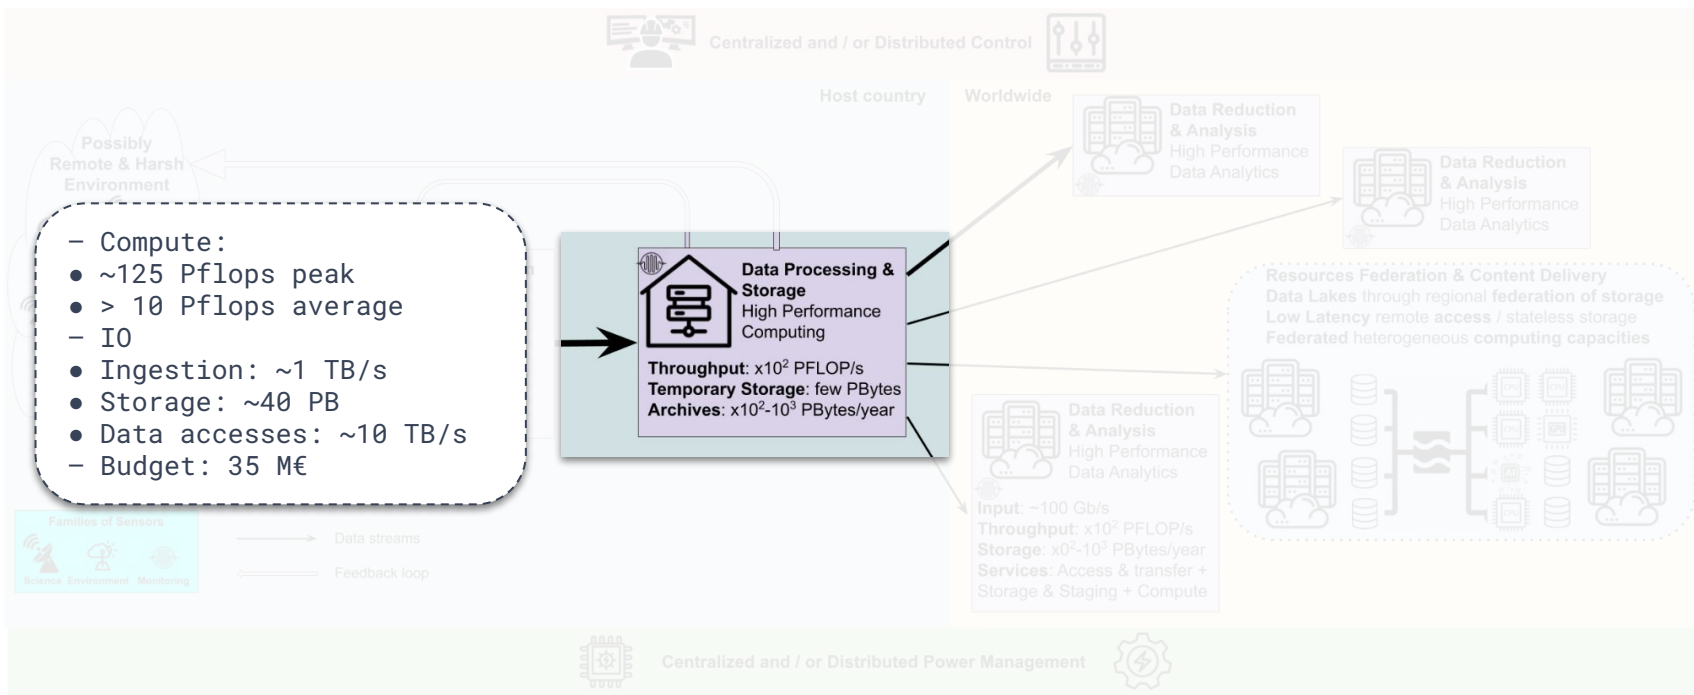 Centralized and / or Distributed Control
Host country
Worldwide
Possibly
Remote & Harsh
Environment
– Compute:
● ~125 Pflops peak
● > 10 Pflops average
– IO
● Ingestion: ~1 TB/s
● Storage: ~40 PB
● Data accesses: ~10 TB/s
– Budget: 35 M€
Data Processing &
Storage
High Performance
Computing
Throughput: x10² PFLOP/s
Temporary Storage: few PBytes
Archives: x10²-10³ PBytes/year
Data Reduction
& Analysis
High Performance
Data Analytics
Data Reduction
& Analysis
High Performance
Data Analytics
Resources Federation & Content Delivery
Data Lakes through regional federation of storage
Low Latency remote access / stateless storage
Federated heterogeneous computing capacities
CPU
CPU
CPU
CPU
Data Reduction
& Analysis
High Performance
Data Analytics
Input: ~100 Gb/s
Throughput: x10² PFLOP/s
Storage: x0²-10³ PBytes/year
Services: Access & transfer +
Storage & Staging + Compute
Families of Sensors
Science Environment Monitoring
Data streams
Feedback loop
Centralized and / or Distributed Power Management